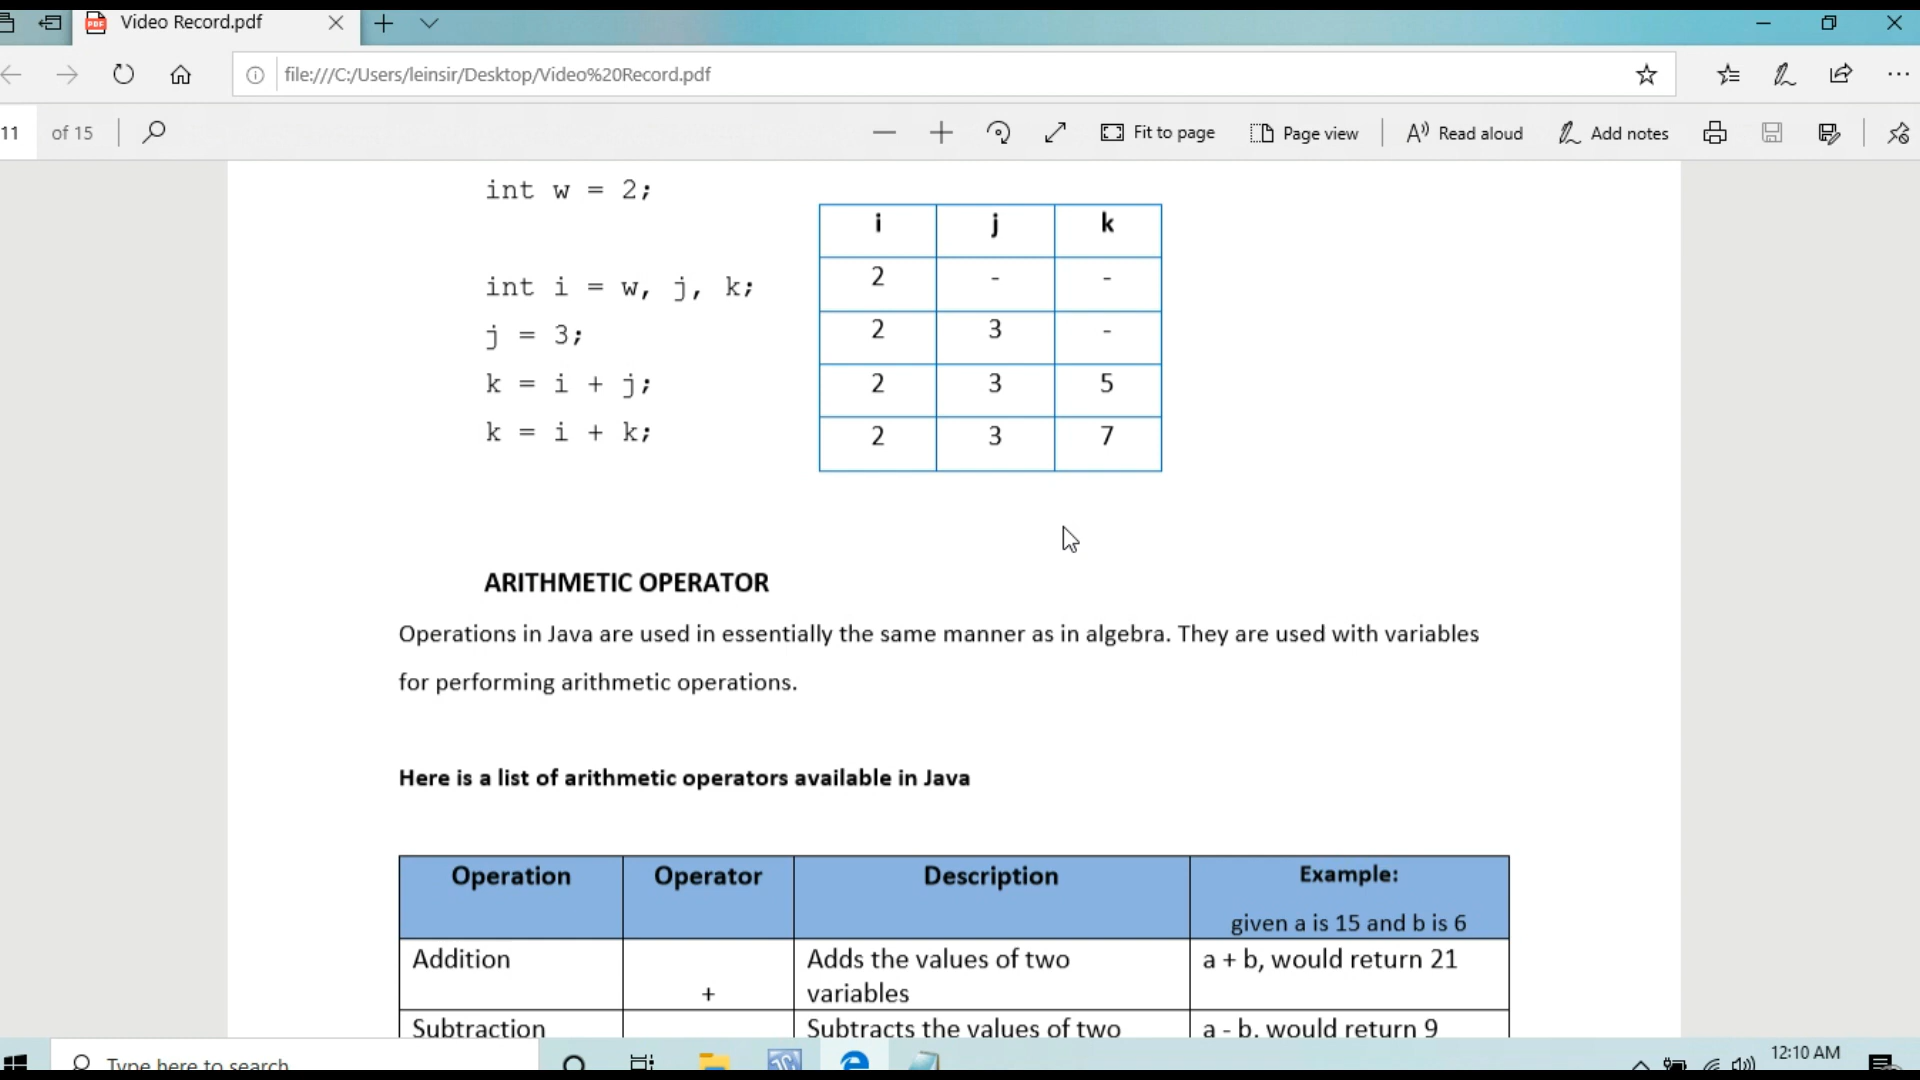 Video Record.pdf
file:///C:/Users/leinsir/Desktop/Video%20Record.pdf
11 of 15
Fit to page
Page view
Read aloud
Add notes
int w = 2;
int i = w, j, k;
j = 3;
k = i + j;
k = i + k;
i j k
2 - -
2 3 -
2 3 5
2 3 7
ARITHMETIC OPERATOR
Operations in Java are used in essentially the same manner as in algebra. They are used with variables
for performing arithmetic operations.
Here is a list of arithmetic operators available in Java
Operation Operator Description Example:
given a is 15 and b is 6
Addition Adds the values of two a + b, would return 21
+ variables
Subtraction Subtracts the values of two a - b, would return 9
Type here to search
12:10 AM